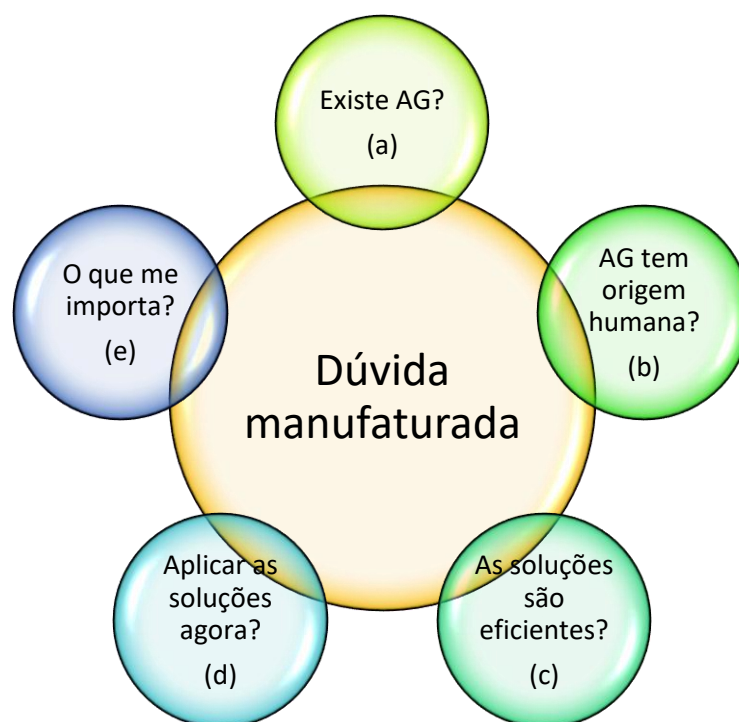 Existe AG?
(a)
AG tem
origem
humana?
(b)
As soluções
são
eficientes?
(c)
Aplicar as
soluções
agora?
(d)
O que me
importa?
(e)
Dúvida
manufaturada